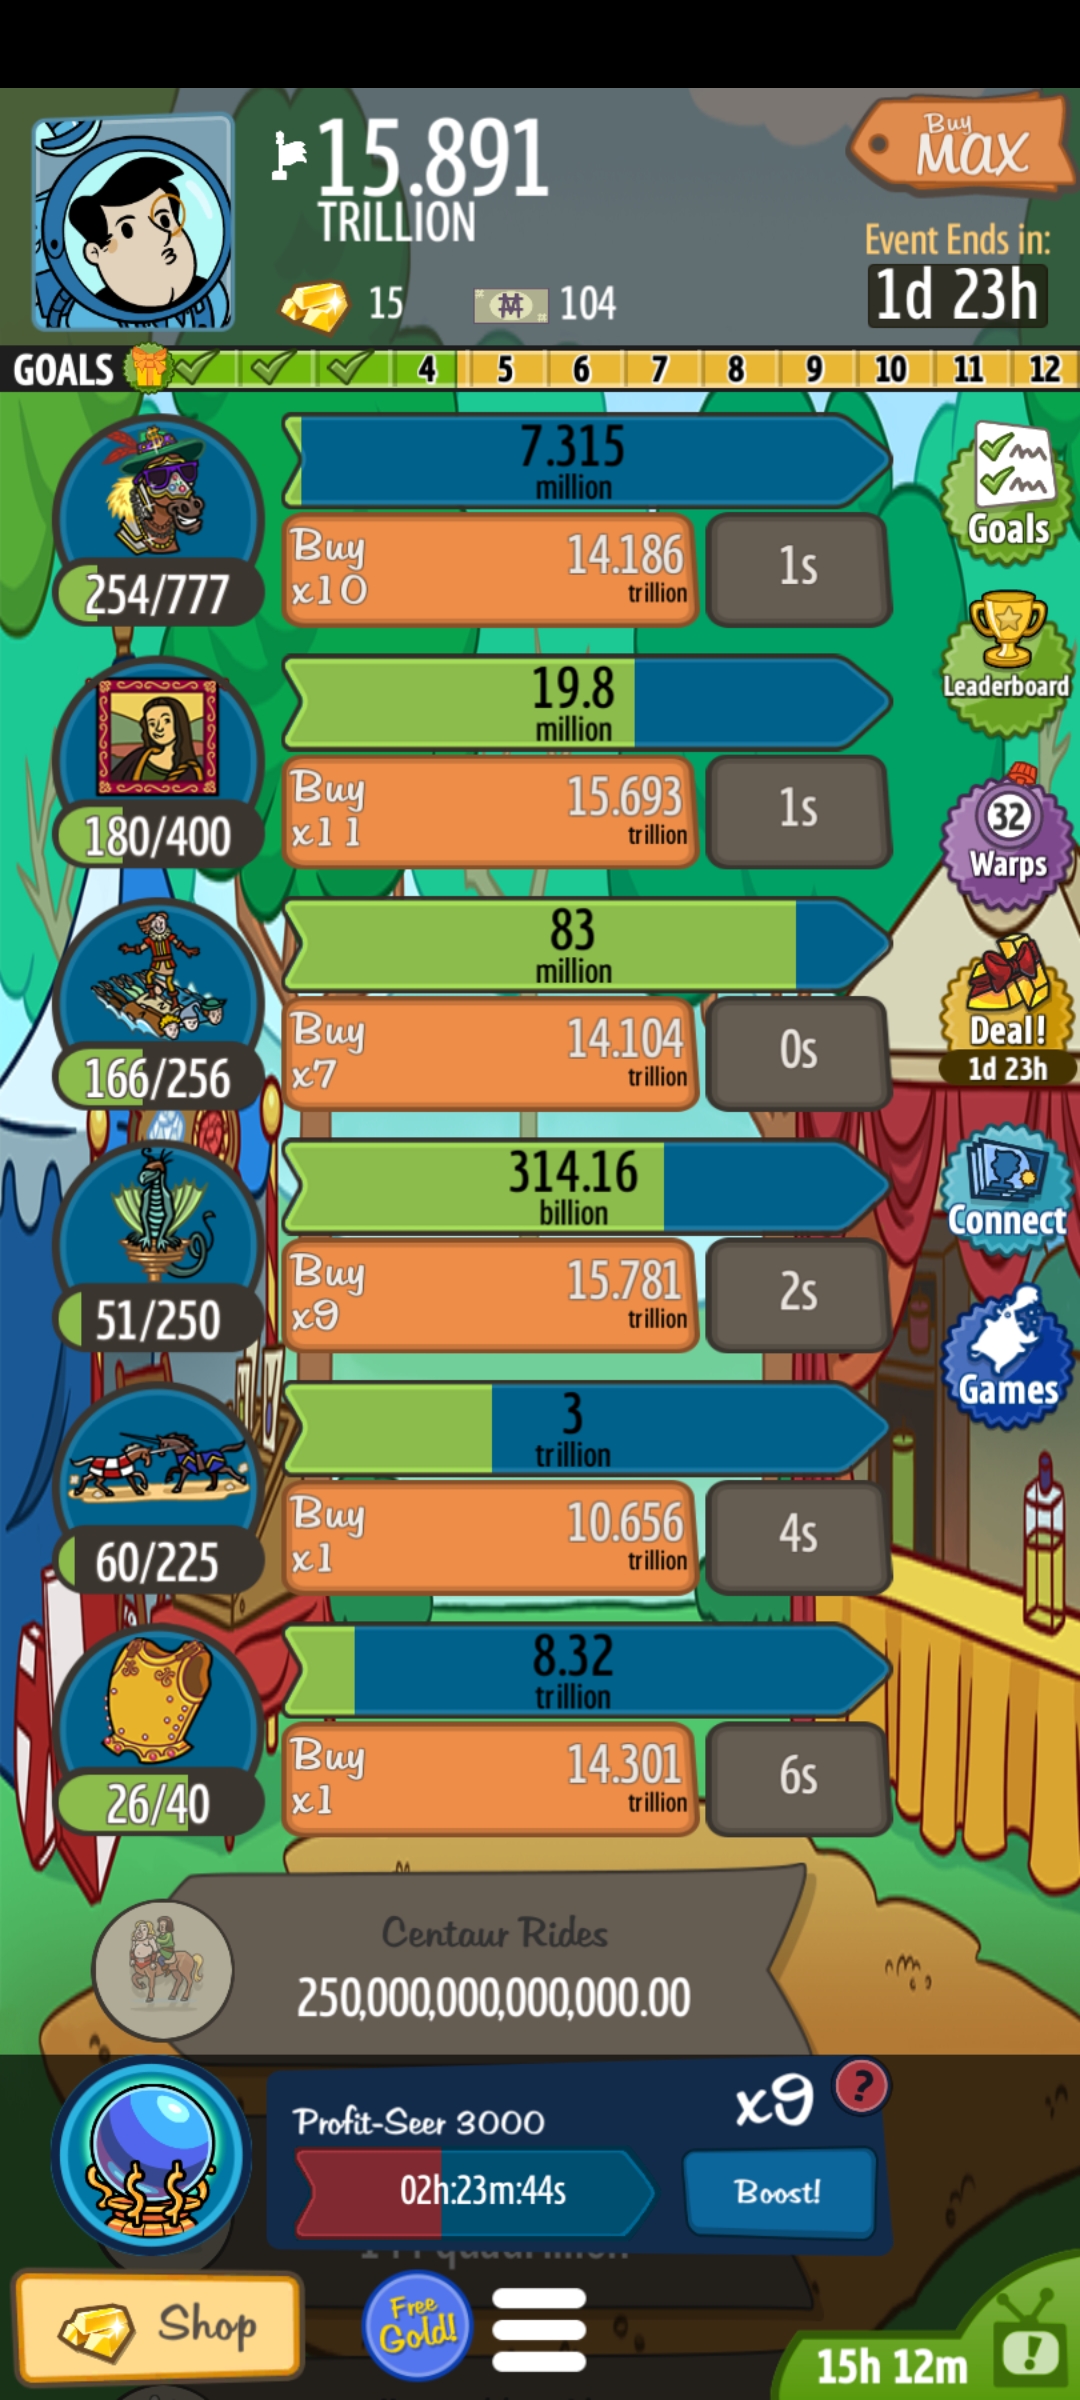 15.891
TRILLION
15
104
Buy
MAX
Event Ends in:
1d 23h
GOALS 4 5 6 7 8 9 10 11 12
7.315
million
254/777
Buy
x10
14.186
trillion
1s
Goals
19.8
million
180/400
Buy
x11
15.693
trillion
1s
Leaderboard
83
million
166/256
Buy
x7
14.104
trillion
0s
32
Warps
Deal!
1d 23h
314.16
billion
51/250
Buy
x9
15.781
trillion
2s
Connect
Games
3
trillion
60/225
Buy
x1
10.656
trillion
4s
8.32
trillion
26/40
Buy
x1
14.301
trillion
6s
Centaur Rides
250,000,000,000,000.00
Profit-Seer 3000
x9
?
02h:23m:44s
Boost!
Shop
Free
Gold!
15h 12m
!